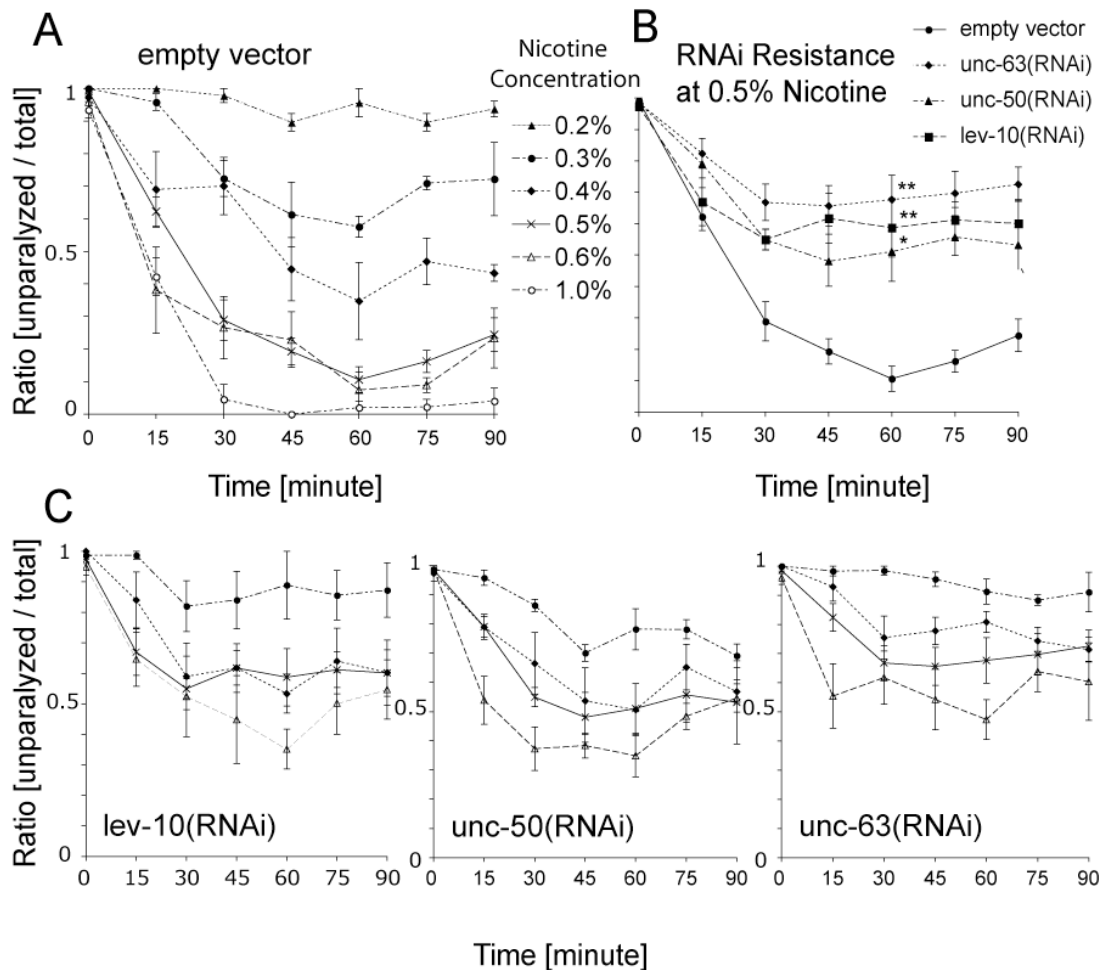 A
empty vector
Nicotine
Concentration
0.2%
0.3%
0.4%
0.5%
0.6%
1.0%
Ratio [unparalyzed / total]
1
0.5
0
0 15 30 45 60 75 90
Time [minute]
B
RNAi Resistance
at 0.5% Nicotine
empty vector
unc-63(RNAi)
unc-50(RNAi)
lev-10(RNAi)
**
**
*
0 15 30 45 60 75 90
Time [minute]
C
Ratio [unparalyzed / total]
1
0.5
0
lev-10(RNAi)
0 15 30 45 60 75 90
1
0.5
0
unc-50(RNAi)
0 15 30 45 60 75 90
1
0.5
0
unc-63(RNAi)
0 15 30 45 60 75 90
Time [minute]